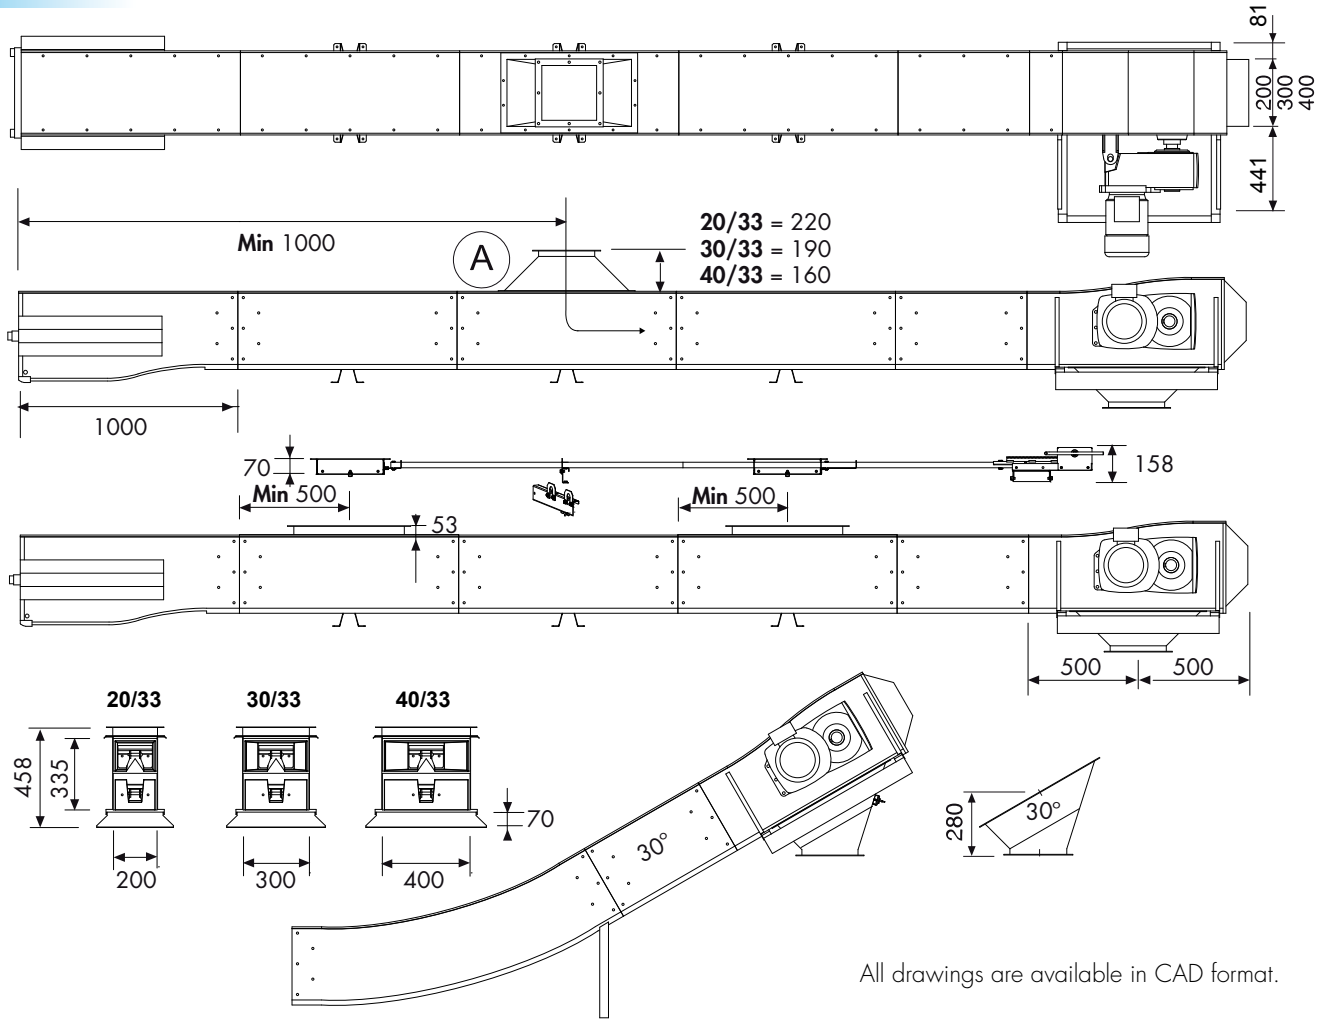 81
200
300
400
441
Min 1000
A
20/33 = 220
30/33 = 190
40/33 = 160
1000
70
158
Min 500
Min 500
53
500
500
20/33
30/33
40/33
458
335
70
200
300
400
30°
280
30°
All drawings are available in CAD format.